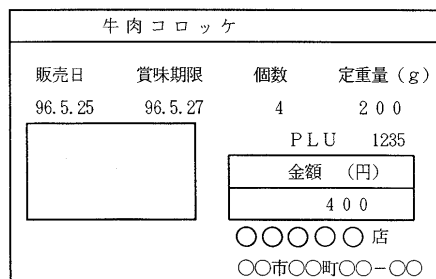 牛肉コロッケ
販売日 賞味期限 個数 定重量(g)
96.5.25 96.5.27 4 200
PLU 1235
金額 (円)
400
○○○○○店
○○市○○町○○-○○